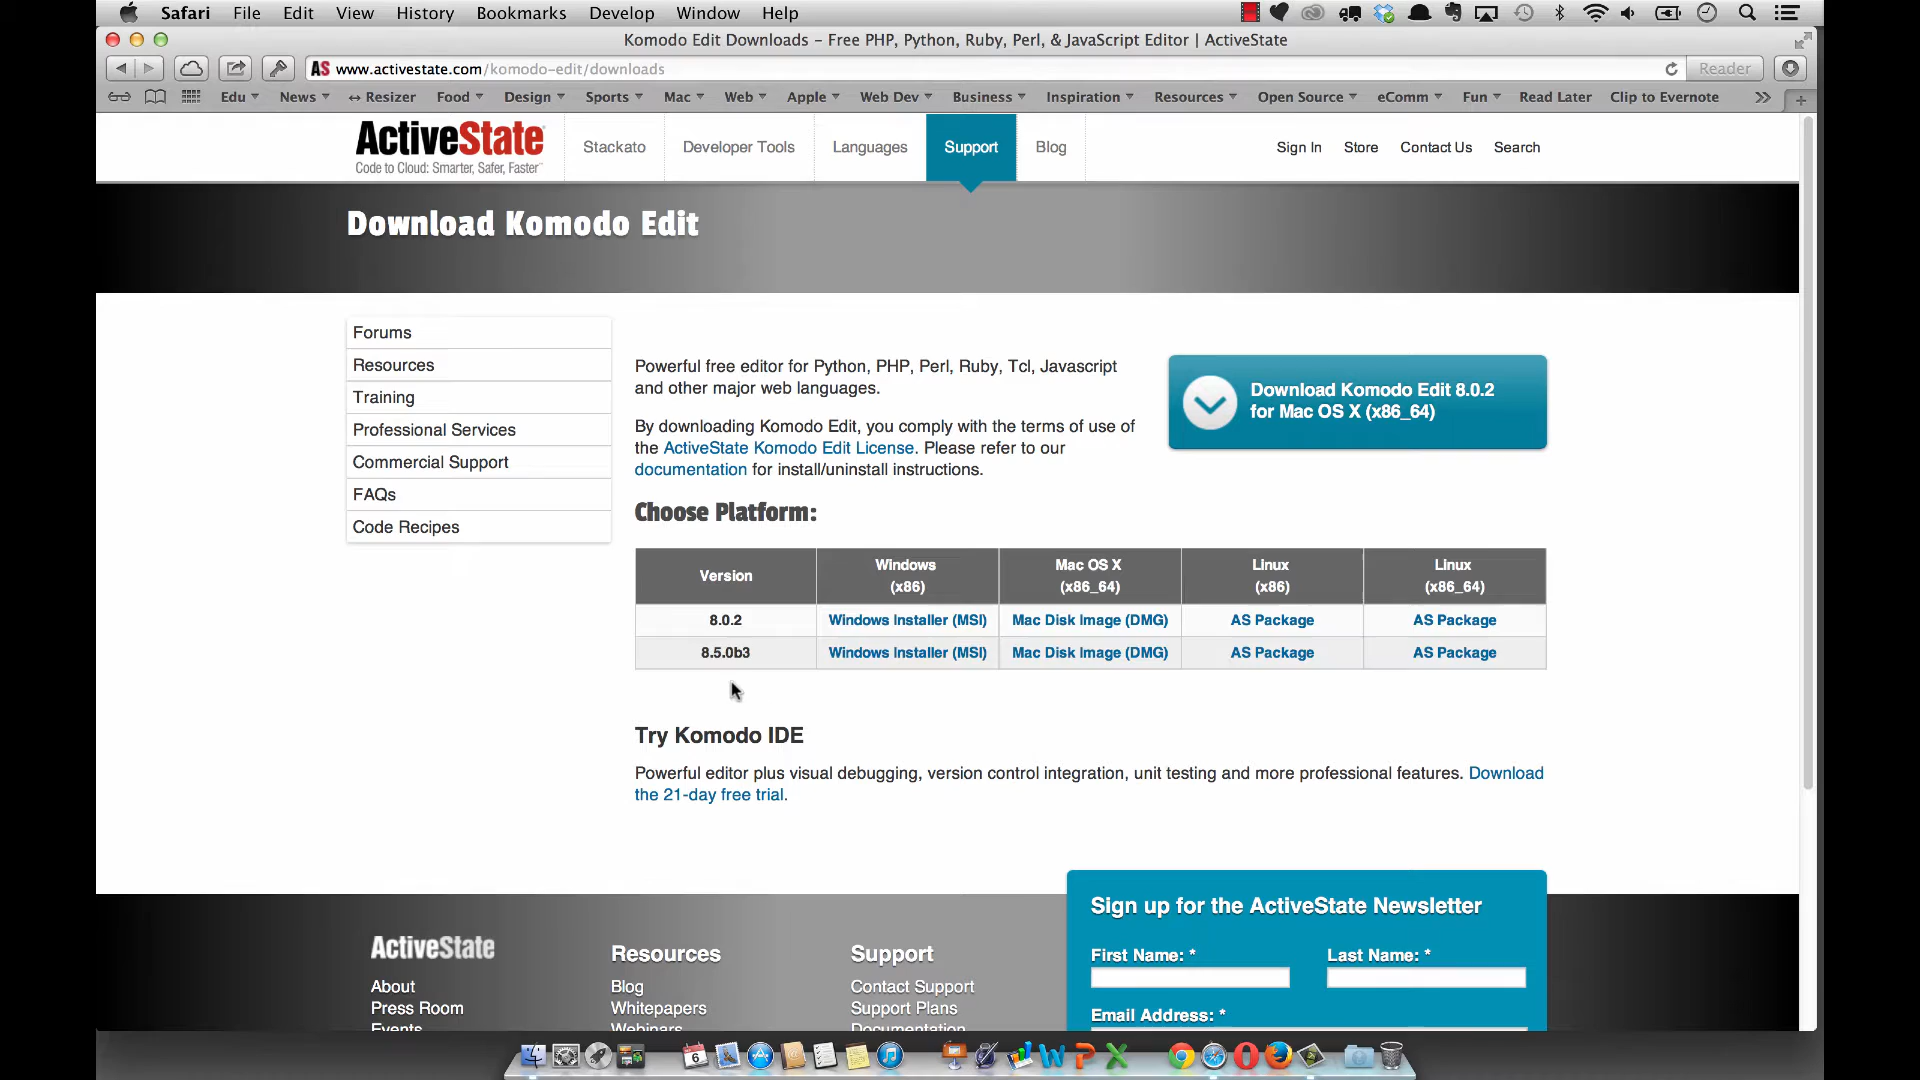 Safari File Edit View History Bookmarks Develop Window Help
Komodo Edit Downloads – Free PHP, Python, Ruby, Perl, & JavaScript Editor | ActiveState
AS www.activestate.com/komodo-edit/downloads Reader
Edu News ↔ Resizer Food Design Sports Mac Web Apple Web Dev Business Inspiration Resources Open Source eComm Fun Read Later Clip to Evernote
ActiveState
Code to Cloud: Smarter, Safer, Faster™
Stackato Developer Tools Languages Support Blog Sign In Store Contact Us Search
Download Komodo Edit
Forums
Resources
Training
Professional Services
Commercial Support
FAQs
Code Recipes
Powerful free editor for Python, PHP, Perl, Ruby, Tcl, Javascript
and other major web languages.
By downloading Komodo Edit, you comply with the terms of use of
the ActiveState Komodo Edit License. Please refer to our
documentation for install/uninstall instructions.
Download Komodo Edit 8.0.2
for Mac OS X (x86_64)
Choose Platform:
Version Windows (x86) Mac OS X (x86_64) Linux (x86) Linux (x86_64)
8.0.2 Windows Installer (MSI) Mac Disk Image (DMG) AS Package AS Package
8.5.0b3 Windows Installer (MSI) Mac Disk Image (DMG) AS Package AS Package
Try Komodo IDE
Powerful editor plus visual debugging, version control integration, unit testing and more professional features. Download
the 21-day free trial.
ActiveState
About
Press Room
Events
Resources
Blog
Whitepapers
Webinars
Support
Contact Support
Support Plans
Documentation
Sign up for the ActiveState Newsletter
First Name: * Last Name: *
Email Address: *
6